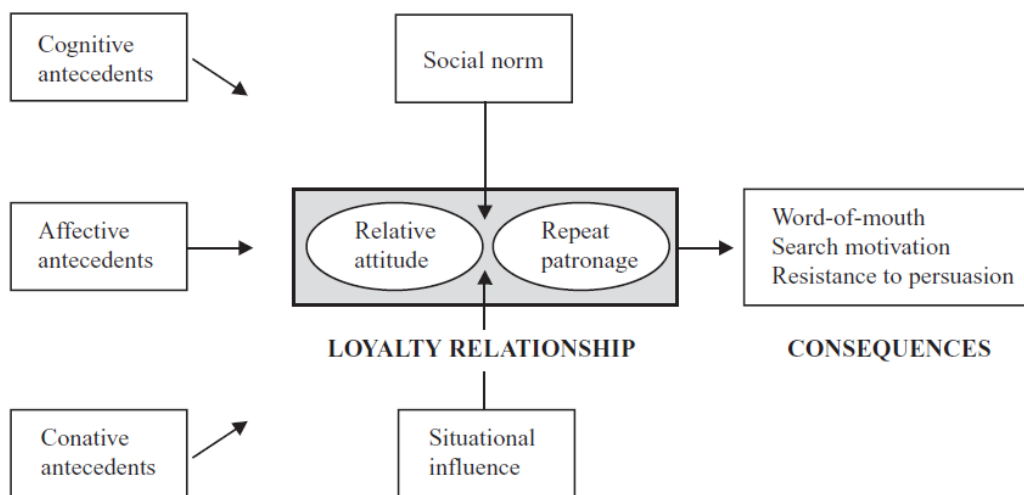 Cognitive
antecedents
Social norm
Affective
antecedents
Relative
attitude
Repeat
patronage
Word-of-mouth
Search motivation
Resistance to persuasion
LOYALTY RELATIONSHIP
CONSEQUENCES
Conative
antecedents
Situational
influence